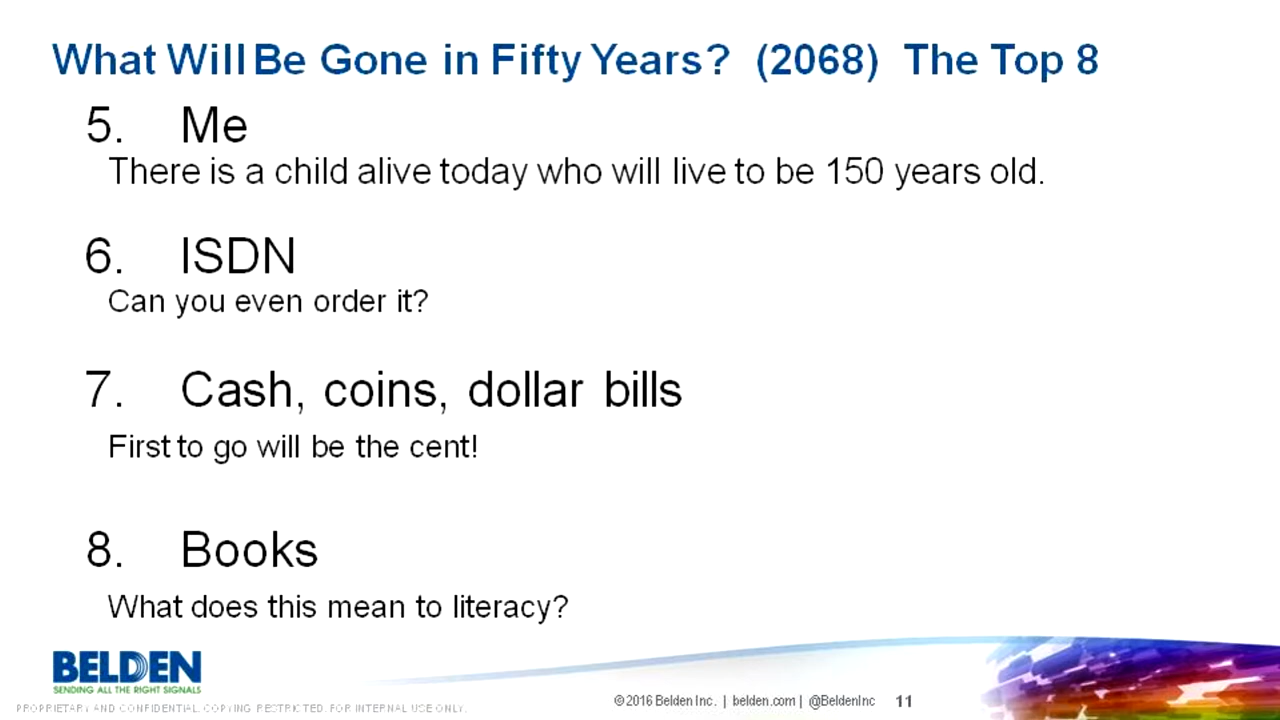 What Will Be Gone in Fifty Years? (2068) The Top 8
5. Me
There is a child alive today who will live to be 150 years old.
6. ISDN
Can you even order it?
7. Cash, coins, dollar bills
First to go will be the cent!
8. Books
What does this mean to literacy?
BELDEN
SENDING ALL THE RIGHT SIGNALS
© 2016 Belden Inc. | belden.com | @BeldenInc 11
PROPRIETARY AND CONFIDENTIAL. COPYING RESTRICTED. FOR INTERNAL USE ONLY.